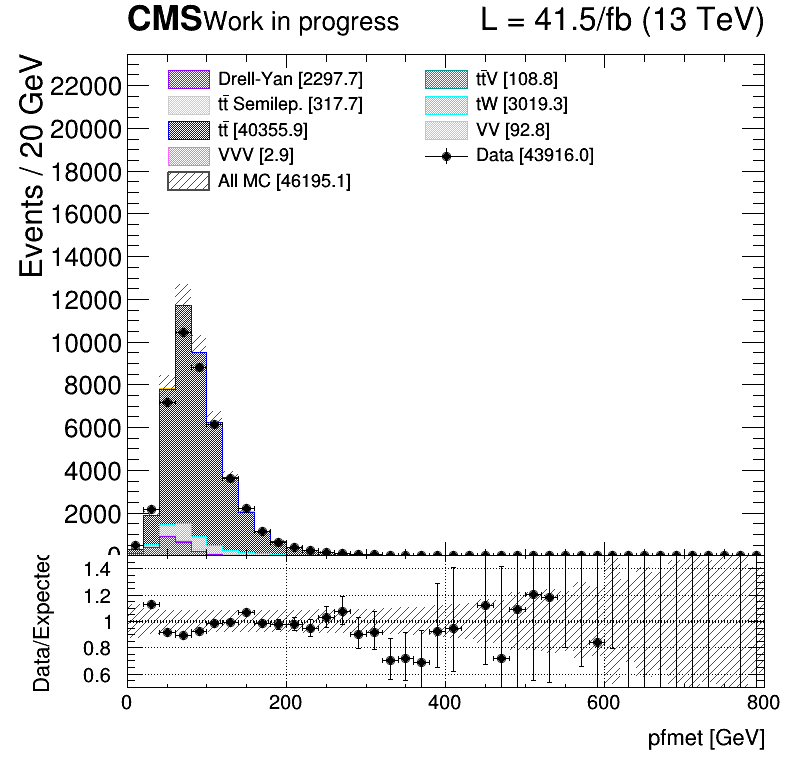 CMS Work in progress L = 41.5/fb (13 TeV)
Events / 20 GeV
22000
20000
18000
16000
14000
12000
10000
8000
6000
4000
2000
0
Drell-Yan [2297.7]
tt̄ Semilep. [317.7]
tt̄ [40355.9]
VVV [2.9]
All MC [46195.1]
tt̄V [108.8]
tW [3019.3]
VV [92.8]
Data [43916.0]
Data/Expected
1.4
1.2
1
0.8
0.6
0 200 400 600 800
pfmet [GeV]